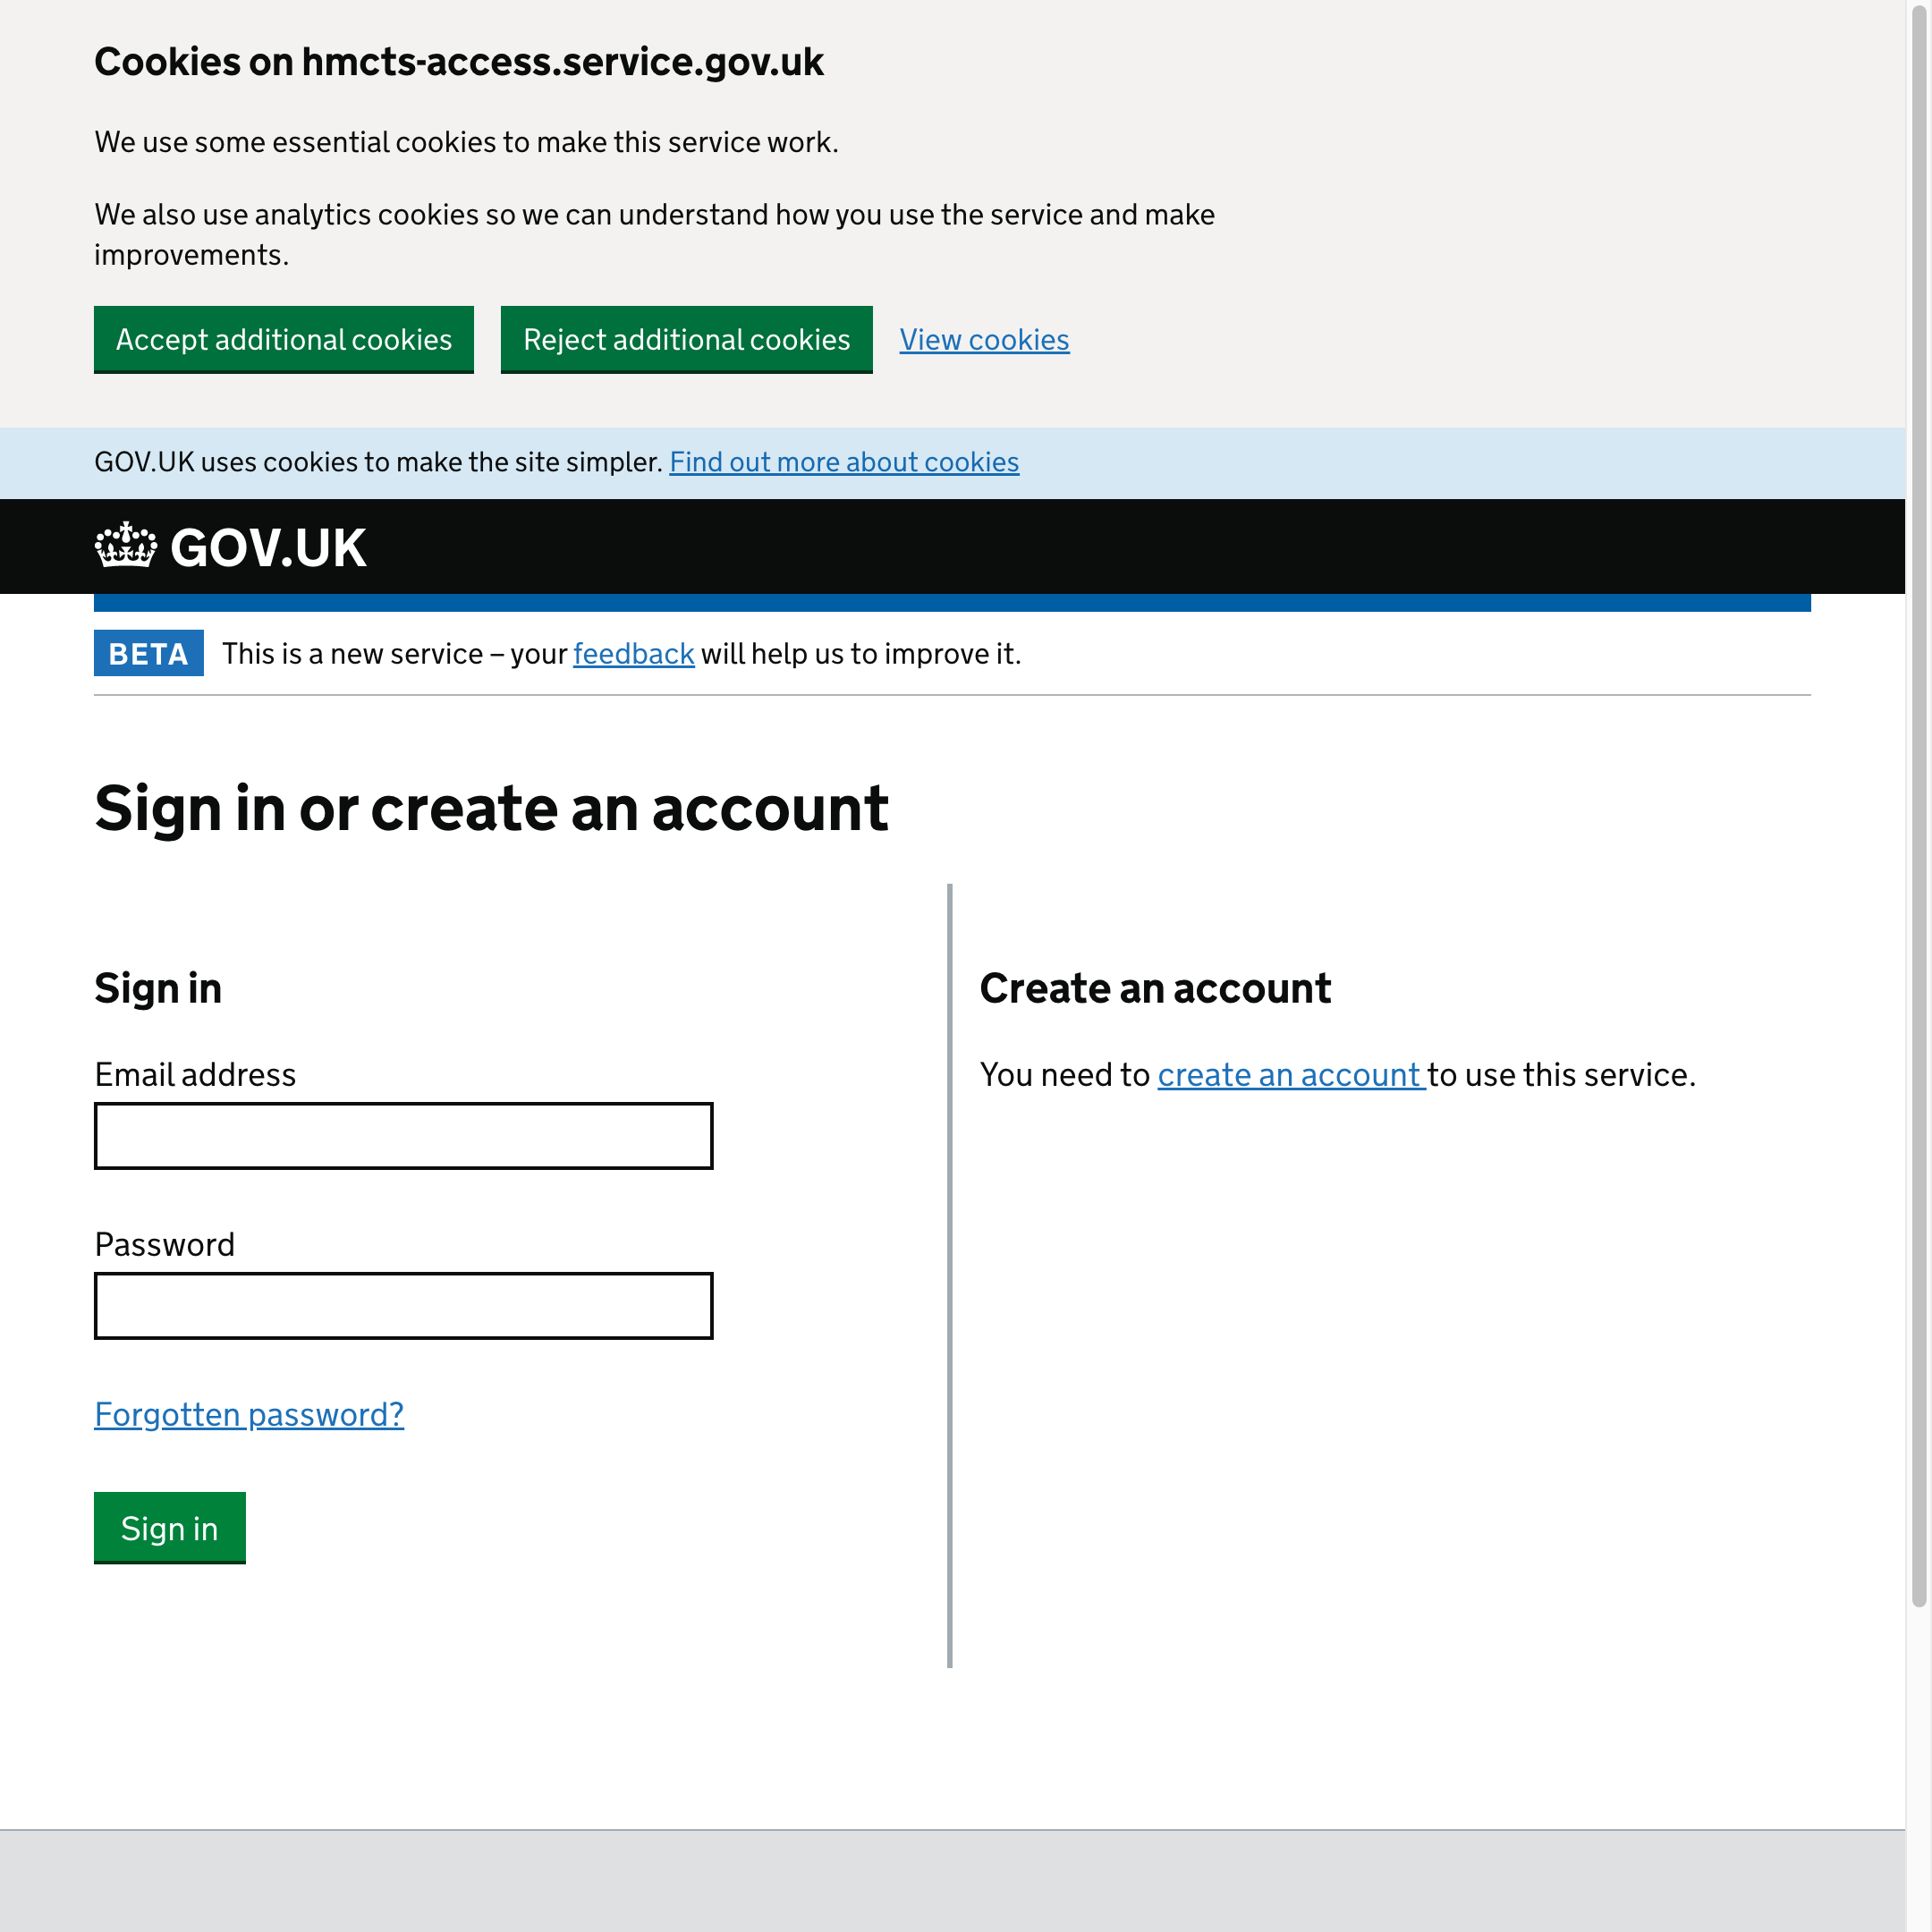 Cookies on hmcts-access.service.gov.uk
We use some essential cookies to make this service work.
We also use analytics cookies so we can understand how you use the service and make
improvements.
Accept additional cookies Reject additional cookies View cookies
GOV.UK uses cookies to make the site simpler. Find out more about cookies
GOV.UK
BETA This is a new service – your feedback will help us to improve it.
Sign in or create an account
Sign in
Email address
Password
Forgotten password?
Sign in
Create an account
You need to create an account to use this service.